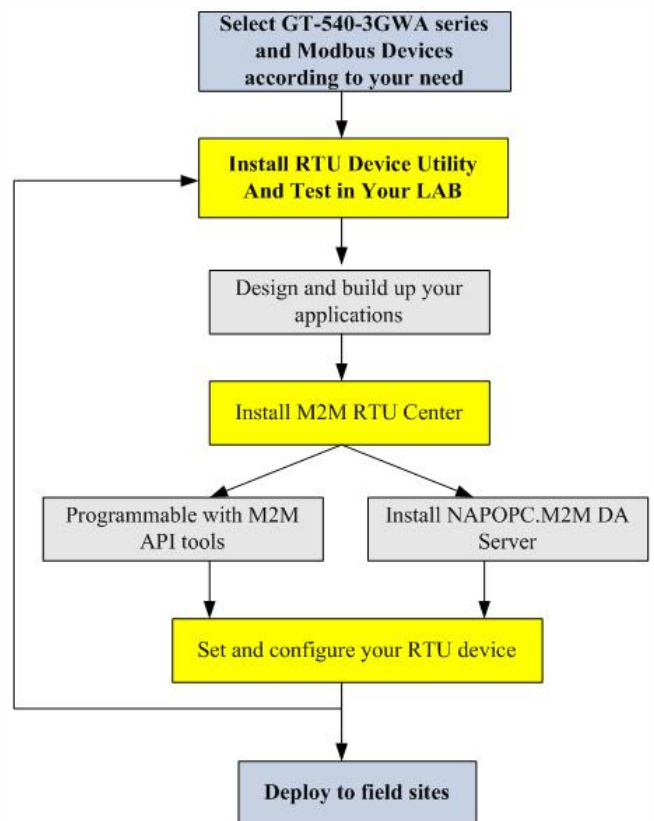 Select GT-540-3GWA series
and Modbus Devices
according to your need
Install RTU Device Utility
And Test in Your LAB
Design and build up your
applications
Install M2M RTU Center
Programmable with M2M
API tools
Install NAPOPC.M2M DA
Server
Set and configure your RTU device
Deploy to field sites